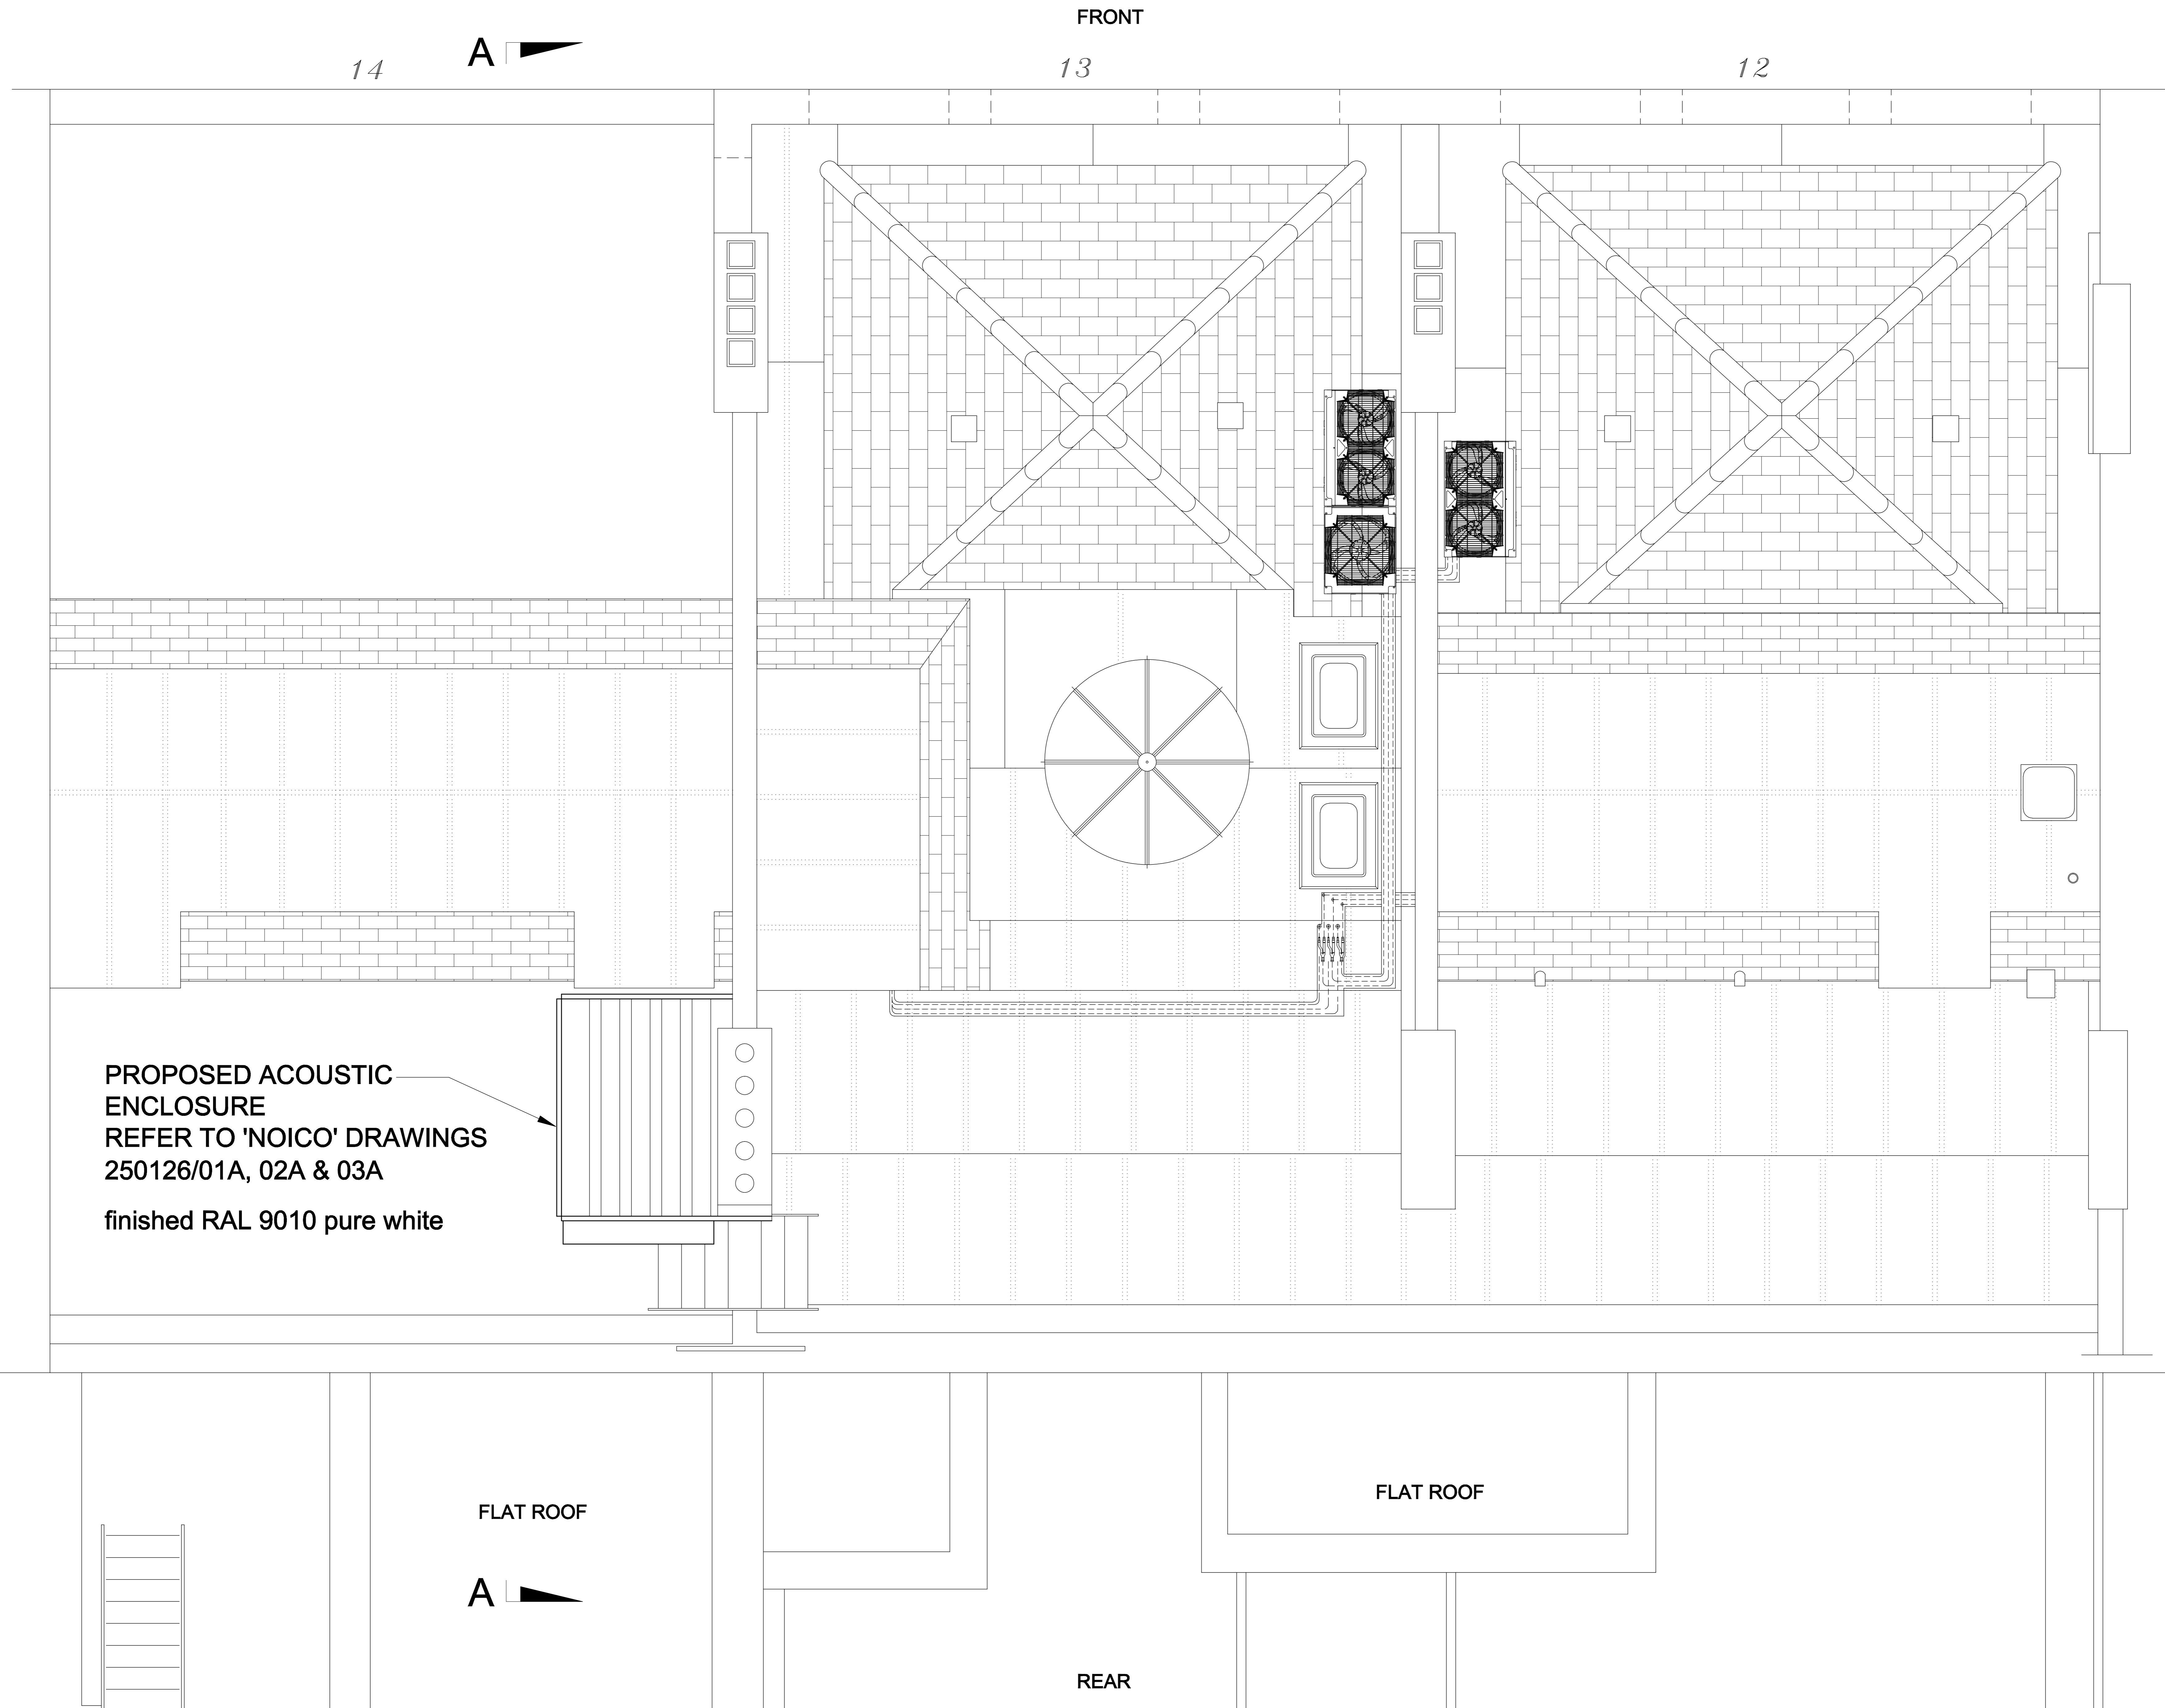 FRONT
A
14
13
12
PROPOSED ACOUSTIC
ENCLOSURE
REFER TO 'NOICO' DRAWINGS
250126/01A, 02A & 03A
finished RAL 9010 pure white
FLAT ROOF
FLAT ROOF
A
REAR